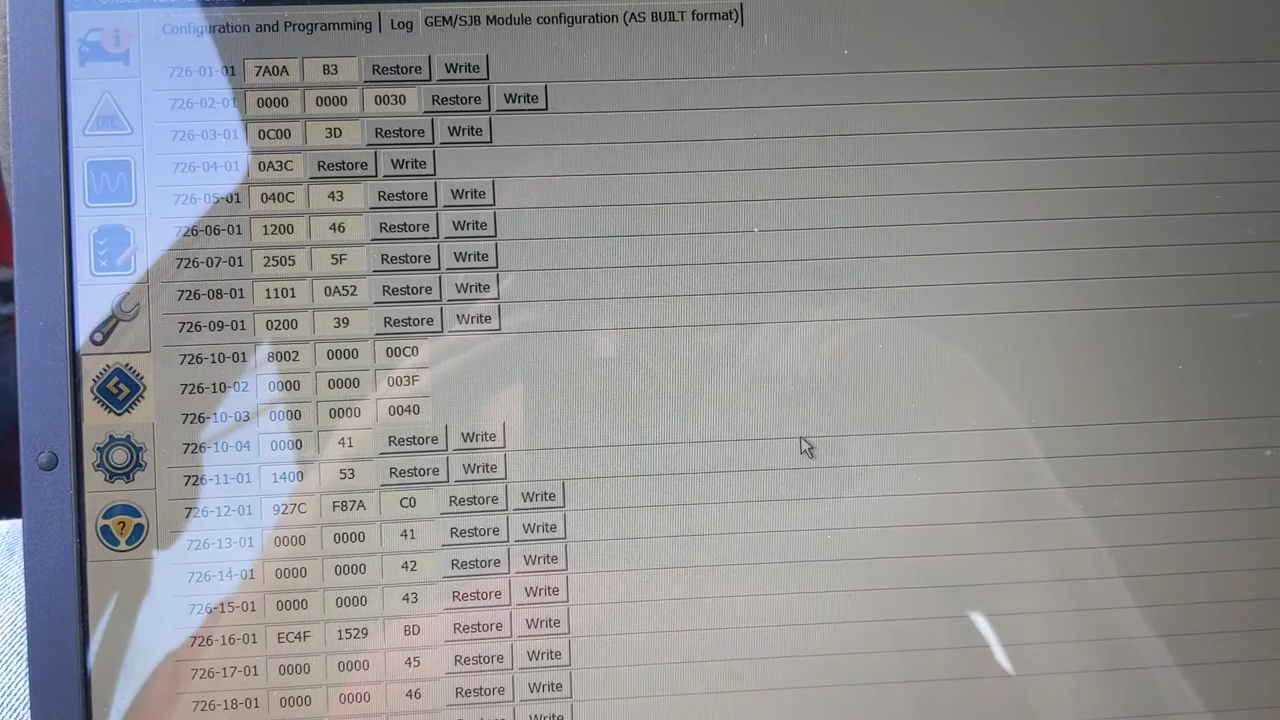 Configuration and Programming | Log | GEM/SJB Module configuration (AS BUILT format)
726-01-01 7A0A B3 Restore Write
726-02-01 0000 0000 0030 Restore Write
726-03-01 0C00 3D Restore Write
726-04-01 0A3C Restore Write
726-05-01 040C 43 Restore Write
726-06-01 1200 46 Restore Write
726-07-01 2505 5F Restore Write
726-08-01 1101 0A52 Restore Write
726-09-01 0200 39 Restore Write
726-10-01 8002 0000 00C0
726-10-02 0000 0000 003F
726-10-03 0000 0000 0040
726-10-04 0000 41 Restore Write
726-11-01 1400 53 Restore Write
726-12-01 927C F87A C0 Restore Write
726-13-01 0000 0000 41 Restore Write
726-14-01 0000 0000 42 Restore Write
726-15-01 0000 0000 43 Restore Write
726-16-01 EC4F 1529 BD Restore Write
726-17-01 0000 0000 45 Restore Write
726-18-01 0000 0000 46 Restore Write
Write
DTC
?